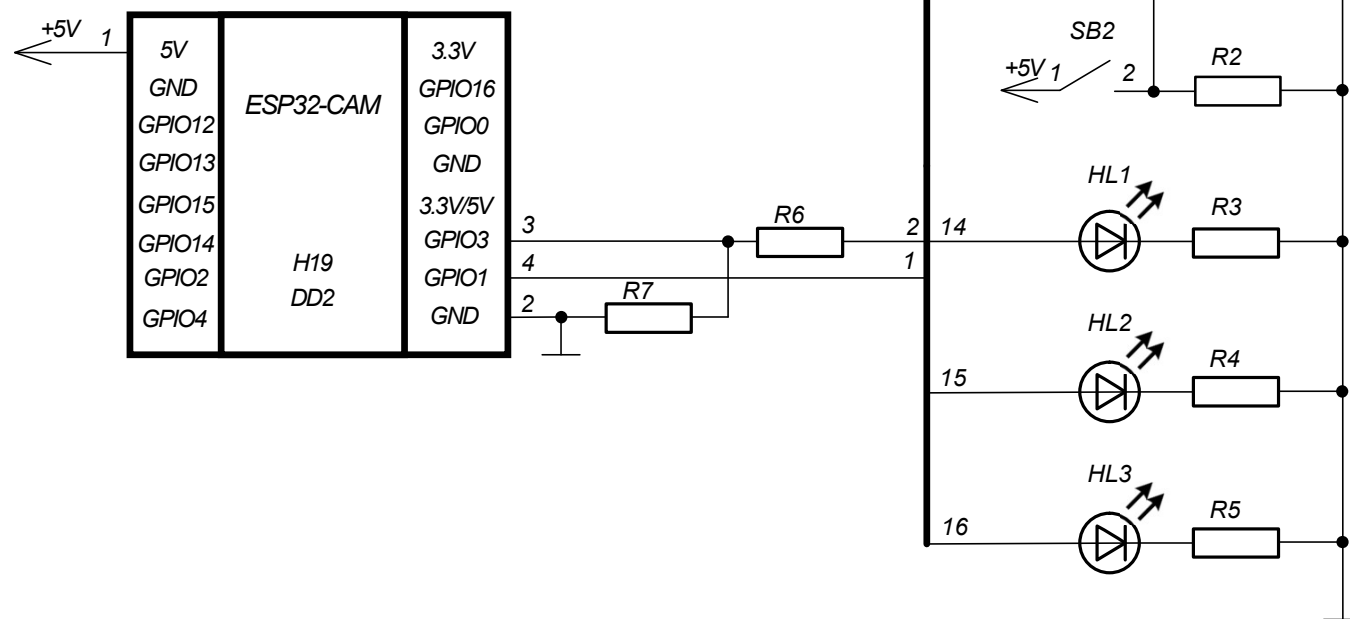 +5V 1
5V
GND
GPIO12
GPIO13
GPIO15
GPIO14
GPIO2
GPIO4
ESP32-CAM
H19
DD2
3.3V
GPIO16
GPIO0
GND
3.3V/5V
GPIO3
GPIO1
GND
3
4
2
R7
R6
2
1
SB2
+5V 1 2
R2
14
HL1
R3
15
HL2
R4
16
HL3
R5